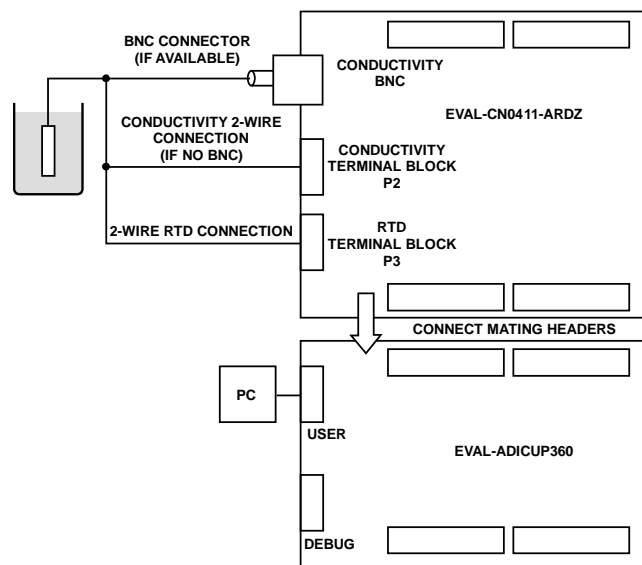 BNC CONNECTOR
(IF AVAILABLE)
CONDUCTIVITY
BNC
EVAL-CN0411-ARDZ
CONDUCTIVITY 2-WIRE
CONNECTION
(IF NO BNC)
CONDUCTIVITY
TERMINAL BLOCK
P2
2-WIRE RTD CONNECTION
RTD
TERMINAL BLOCK
P3
CONNECT MATING HEADERS
PC
USER
EVAL-ADICUP360
DEBUG